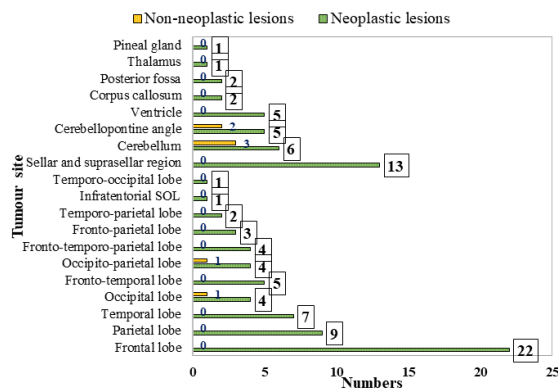 Non-neoplastic lesions Neoplastic lesions
Tumour site
Pineal gland 0 1
Thalamus 0 1
Posterior fossa 0 2
Corpus callosum 0 2
Ventricle 0 5
Cerebellopontine angle 2 5
Cerebellum 3 6
Sellar and suprasellar region 0 13
Temporo-occipital lobe 0 1
Infratentorial SOL 0 1
Temporo-parietal lobe 0 2
Fronto-parietal lobe 0 3
Fronto-temporo-parietal lobe 0 4
Occipito-parietal lobe 1 4
Fronto-temporal lobe 0 5
Occipital lobe 1 4
Temporal lobe 0 7
Parietal lobe 0 9
Frontal lobe 0 22
0 5 10 15 20 25
Numbers